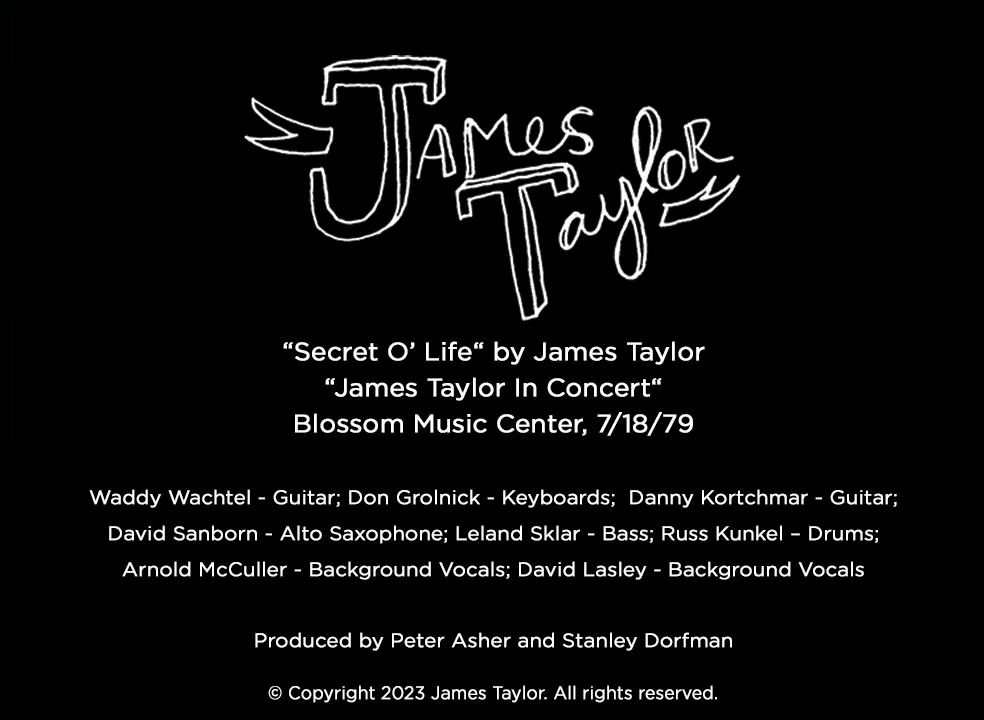 James
Taylor
“Secret O’ Life“ by James Taylor
“James Taylor In Concert“
Blossom Music Center, 7/18/79
Waddy Wachtel - Guitar; Don Grolnick - Keyboards;  Danny Kortchmar - Guitar;
David Sanborn - Alto Saxophone; Leland Sklar - Bass; Russ Kunkel – Drums;
Arnold McCuller - Background Vocals; David Lasley - Background Vocals
Produced by Peter Asher and Stanley Dorfman
© Copyright 2023 James Taylor. All rights reserved.